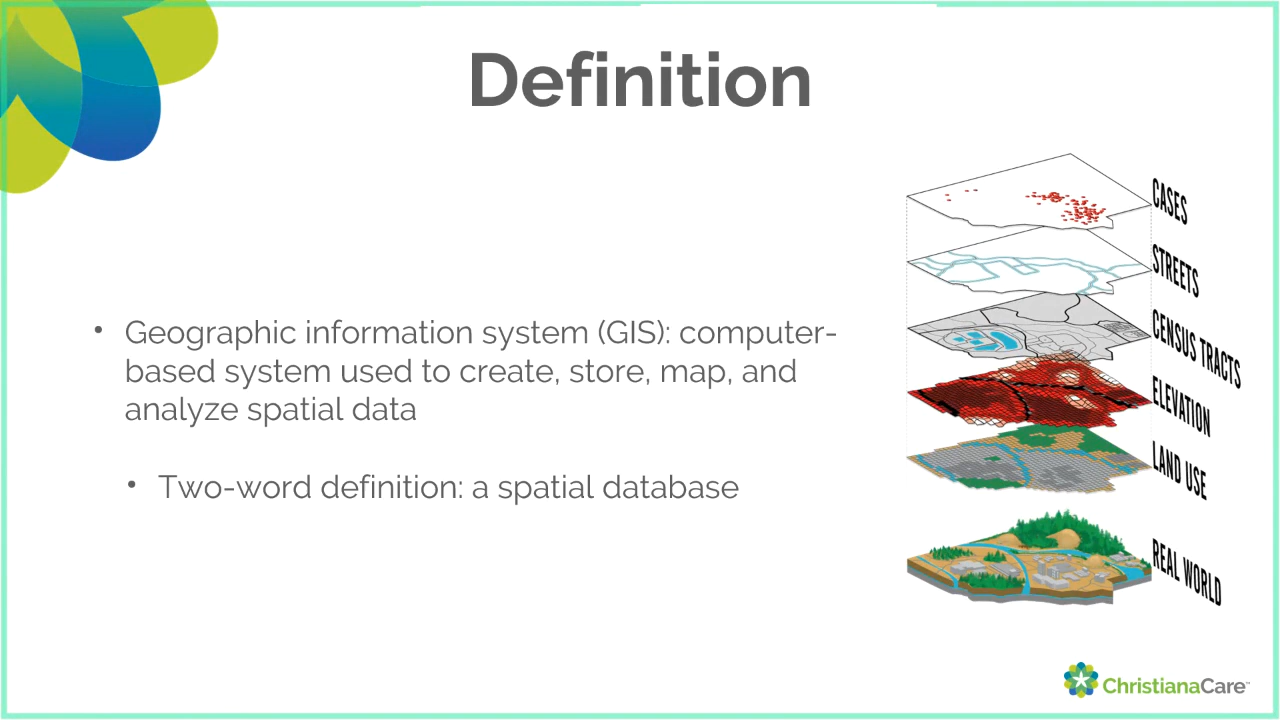 Definition
• Geographic information system (GIS): computer-
based system used to create, store, map, and
analyze spatial data
• Two-word definition: a spatial database
CASES
STREETS
CENSUS TRACTS
ELEVATION
LAND USE
REAL WORLD
ChristianaCare™